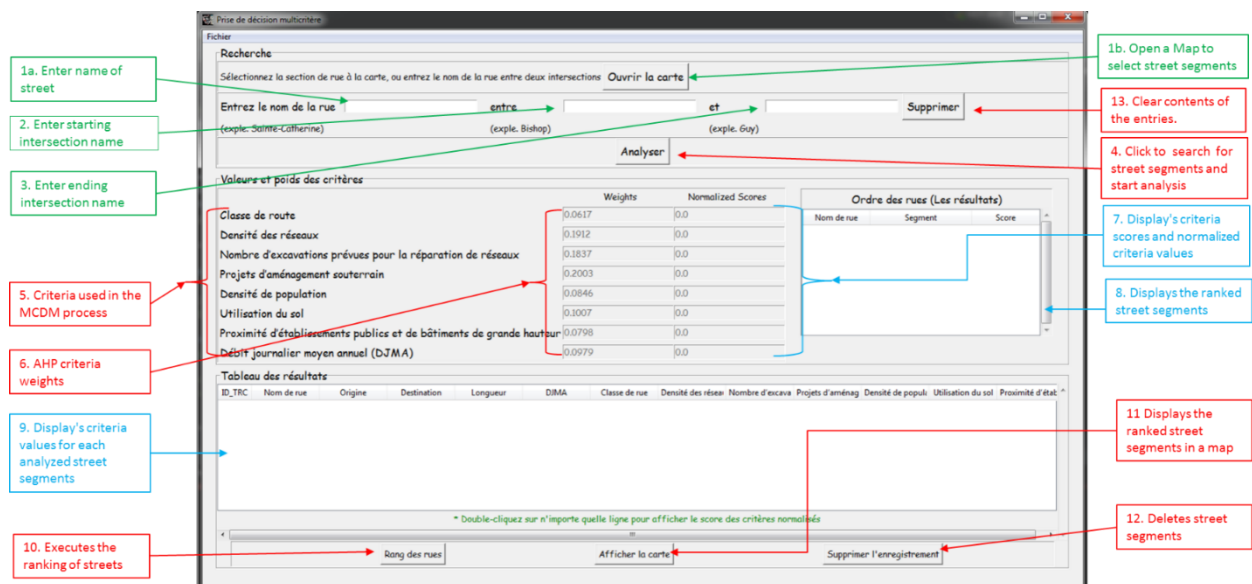 Prise de décision multicritère
Fichier
Recherche
Sélectionnez la section de rue à la carte, ou entrez le nom de la rue entre deux intersections Ouvrir la carte
Entrez le nom de la rue entre et Supprimer
(exple. Sainte-Catherine) (exple. Bishop) (exple. Guy)
Analyser
Valeurs et poids des critères
Weights Normalized Scores
Classe de route 0.0617 0.0
Densité des réseaux 0.1912 0.0
Nombre d'excavations prévues pour la réparation de réseaux 0.1837 0.0
Projets d'aménagement souterrain 0.2003 0.0
Densité de population 0.0846 0.0
Utilisation du sol 0.1007 0.0
Proximité d'établissements publics et de bâtiments de grande hauteur 0.0798 0.0
Débit journalier moyen annuel (DJMA) 0.0979 0.0
Ordre des rues (Les résultats)
Nom de rue Segment Score
Tableau des résultats
ID_TRC Nom de rue Origine Destination Longueur DJMA Classe de rue Densité des résea Nombre d'excava Projets d'aménag Densité de popula Utilisation du sol Proximité d'étab
* Double-cliquez sur n'importe quelle ligne pour afficher le score des critères normalisés
Rang des rues Afficher la carte Supprimer l'enregistrement
1a. Enter name of
street
2. Enter starting
intersection name
3. Enter ending
intersection name
5. Criteria used in the
MCDM process
6. AHP criteria
weights
9. Display's criteria
values for each
analyzed street
segments
10. Executes the
ranking of streets
1b. Open a Map to
select street segments
13. Clear contents of
the entries.
4. Click to search for
street segments and
start analysis
7. Display's criteria
scores and normalized
criteria values
8. Displays the ranked
street segments
11 Displays the
ranked street
segments in a map
12. Deletes street
segments